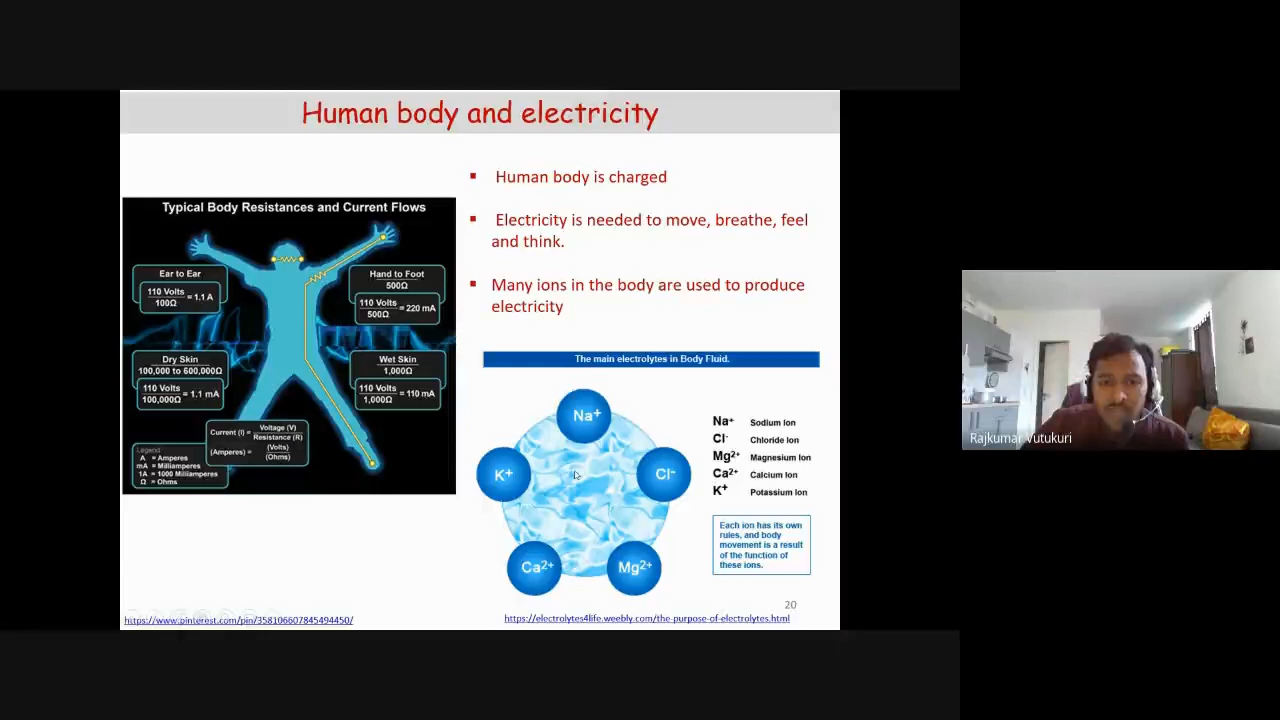 Human body and electricity
Typical Body Resistances and Current Flows
Ear to Ear
110 Volts
100Ω
= 1.1 A
Hand to Foot
500Ω
110 Volts
500Ω
= 220 mA
Dry Skin
100,000 to 600,000Ω
110 Volts
100,000Ω
= 1.1 mA
Wet Skin
1,000Ω
110 Volts
1,000Ω
= 110 mA
Current (I) = Voltage (V)
Resistance (R)
(Amperes) = (Volts)
(Ohms)
Legend
A = Amperes
mA = Milliamperes
1A = 1000 Milliamperes
Ω = Ohms
▪ Human body is charged
▪ Electricity is needed to move, breathe, feel
and think.
▪ Many ions in the body are used to produce
electricity
The main electrolytes in Body Fluid.
Na⁺
K⁺
Cl⁻
Ca²⁺
Mg²⁺
Na⁺ Sodium Ion
Cl⁻ Chloride Ion
Mg²⁺ Magnesium Ion
Ca²⁺ Calcium Ion
K⁺ Potassium Ion
Each ion has its own
rules, and body
movement is a result
of the function of
these ions.
20
https://www.pinterest.com/pin/358106607845494450/
https://electrolytes4life.weebly.com/the-purpose-of-electrolytes.html
Rajkumar Vutukuri